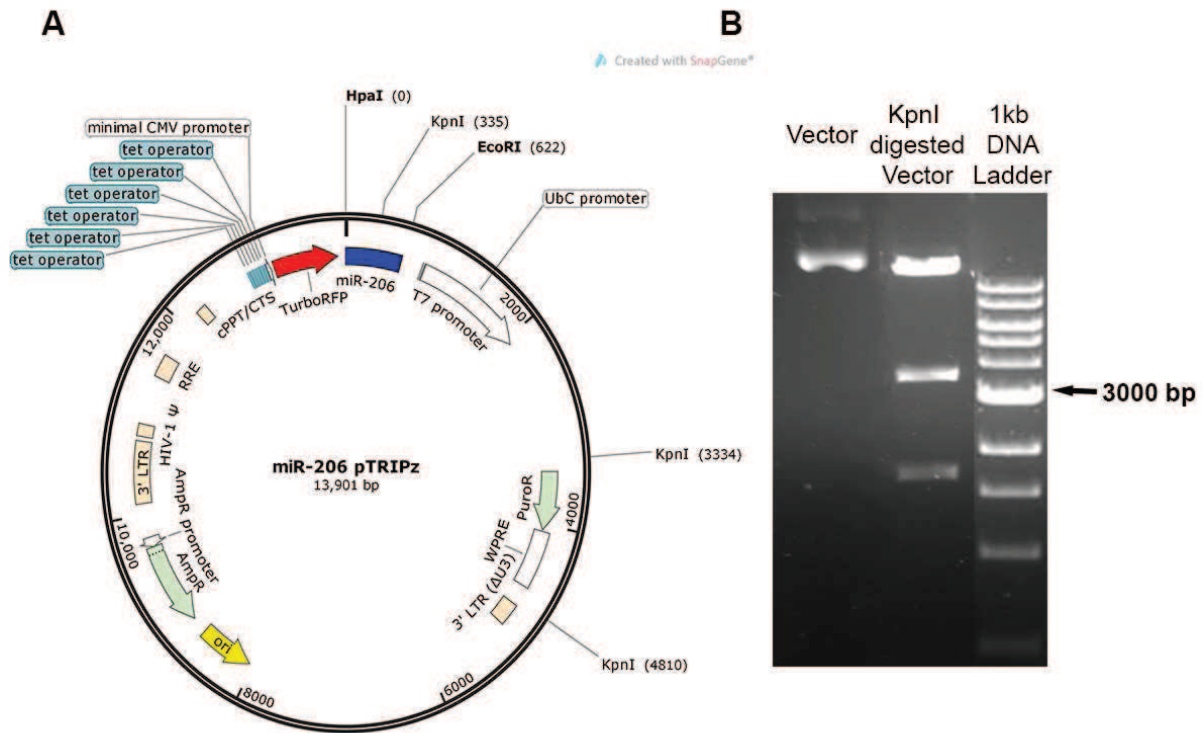 A
B
Created with SnapGene®
HpaI (0)
KpnI (335)
EcoRI (622)
UbC promoter
minimal CMV promoter
tet operator
tet operator
tet operator
tet operator
tet operator
tet operator
cPPT/CTS
TurboRFP
miR-206
T7 promoter
2000
12,000
RRE
HIV-1 Ψ
3' LTR
miR-206 pTRIPz
13,901 bp
KpnI (3334)
PuroR
4000
WPRE
3' LTR (ΔU3)
10,000
AmpR promoter
AmpR
ori
KpnI (4810)
6000
8000
Vector
KpnI
digested
Vector
1kb
DNA
Ladder
3000 bp